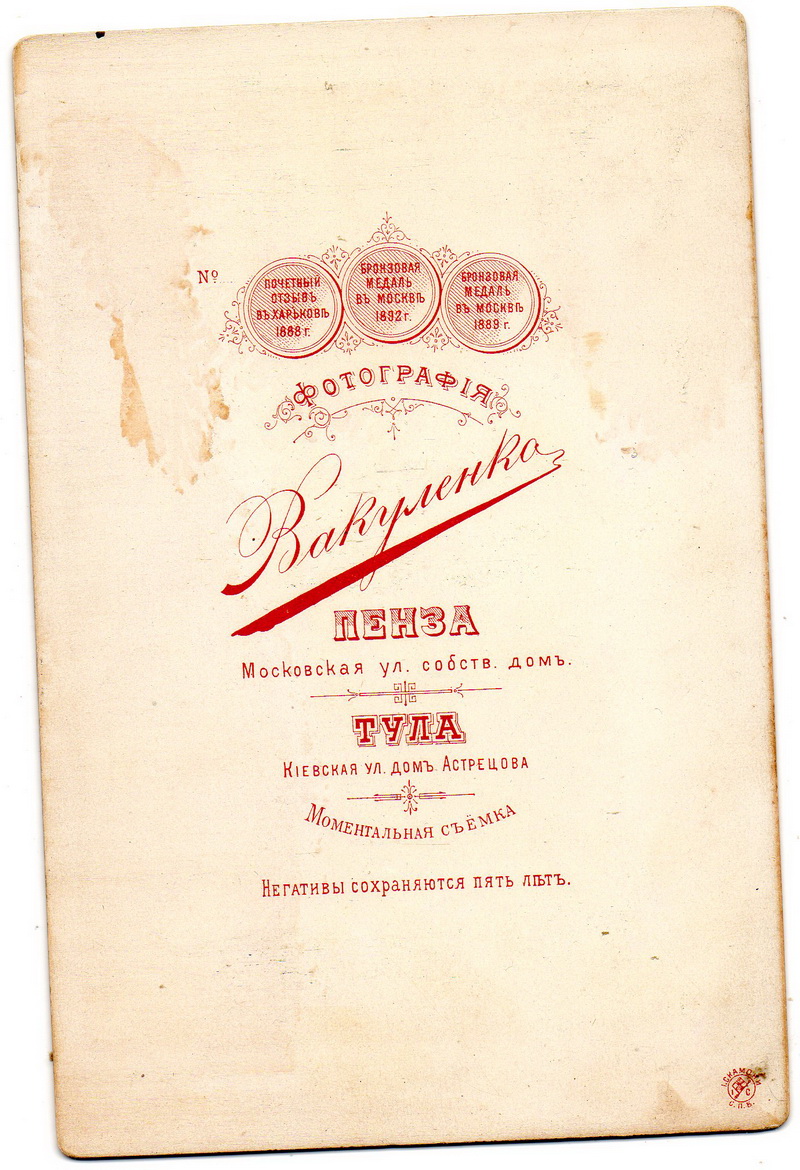 №
ПОЧЕТНЫЙ
ОТЗЫВЪ
ВЪ ХАРЬКОВѢ
1888 г.
БРОНЗОВАЯ
МЕДАЛЬ
ВЪ МОСКВѢ
1892 г.
БРОНЗОВАЯ
МЕДАЛЬ
ВЪ МОСКВѢ
1889 г.
ФОТОГРАФІЯ
Вакуленко
ПЕНЗА
Московская ул. собств. домъ.
ТУЛА
Кіевская ул. домъ Астрецова
Моментальная съёмка
Негативы сохраняются пять лѣтъ.
І. СКАМОНИ
С.П.Б.